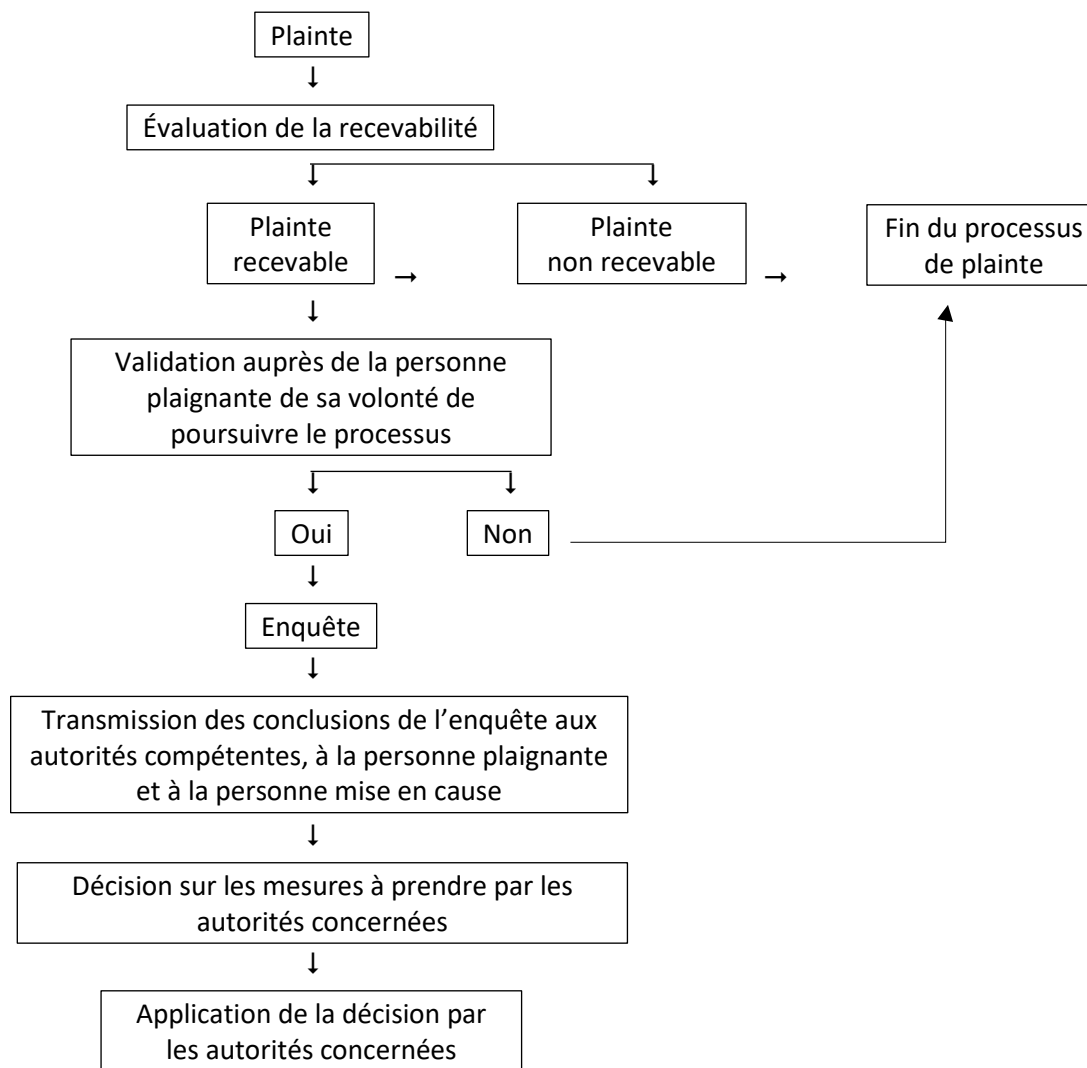 Plainte
Évaluation de la recevabilité
Plainte
recevable
Plainte
non recevable
Fin du processus
de plainte
Validation auprès de la personne
plaignante de sa volonté de
poursuivre le processus
Oui
Non
Enquête
Transmission des conclusions de l’enquête aux
autorités compétentes, à la personne plaignante
et à la personne mise en cause
Décision sur les mesures à prendre par les
autorités concernées
Application de la décision par
les autorités concernées